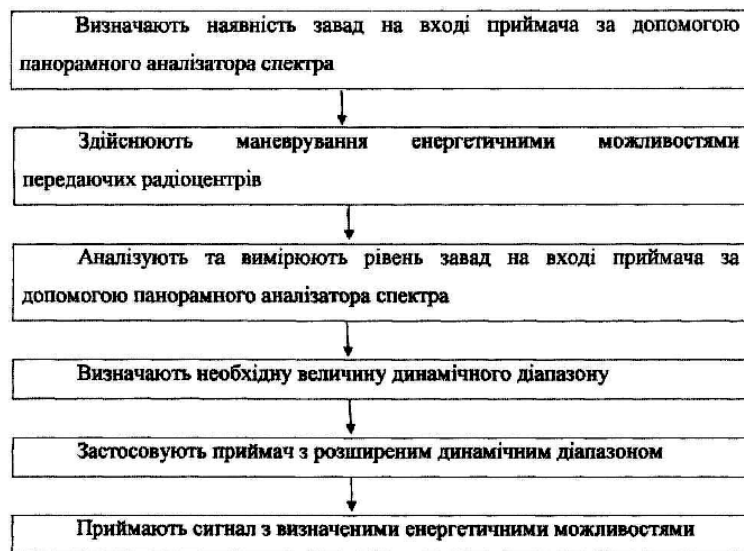 Визначають наявність завад на вході приймача за допомогою
панорамного аналізатора спектра
Здійснюють маневрування енергетичними можливостями
передаючих радіоцентрів
Аналізують та вимірюють рівень завад на вході приймача за
допомогою панорамного аналізатора спектра
Визначають необхідну величину динамічного діапазону
Застосовують приймач з розширеним динамічним діапазоном
Приймають сигнал з визначеними енергетичними можливостями